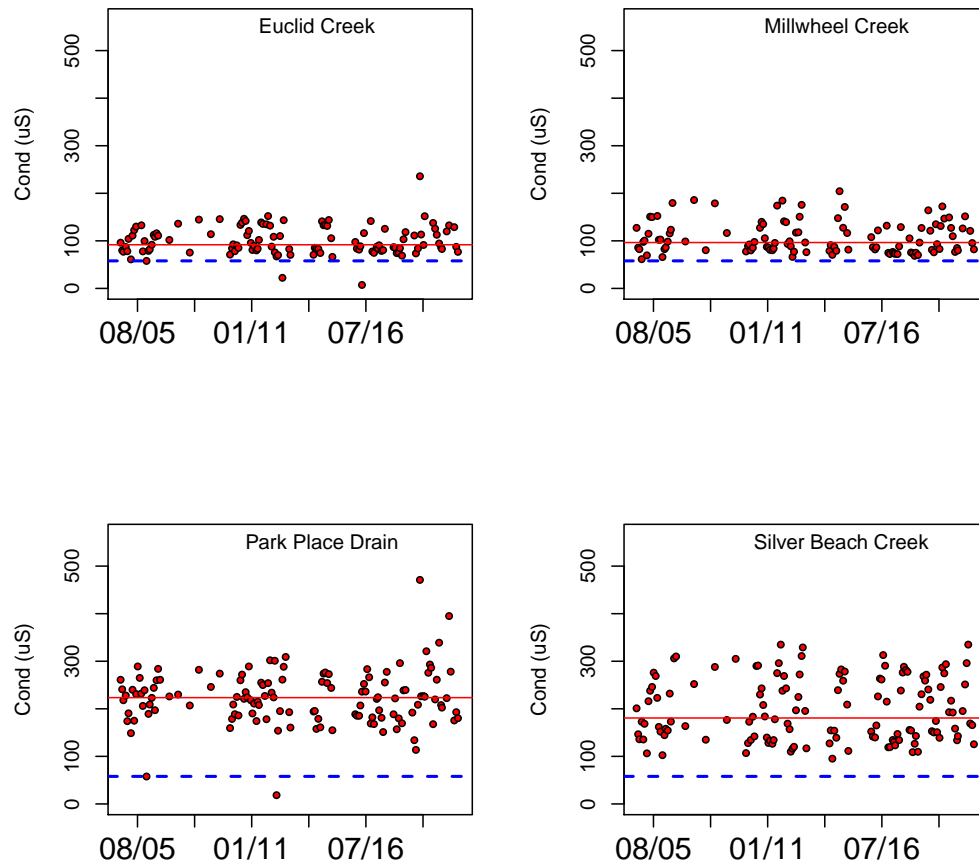 Euclid Creek
Cond (uS)
500
300
100
0
08/05 01/11 07/16
Millwheel Creek
Cond (uS)
500
300
100
0
08/05 01/11 07/16
Park Place Drain
Cond (uS)
500
300
100
0
08/05 01/11 07/16
Silver Beach Creek
Cond (uS)
500
300
100
0
08/05 01/11 07/16